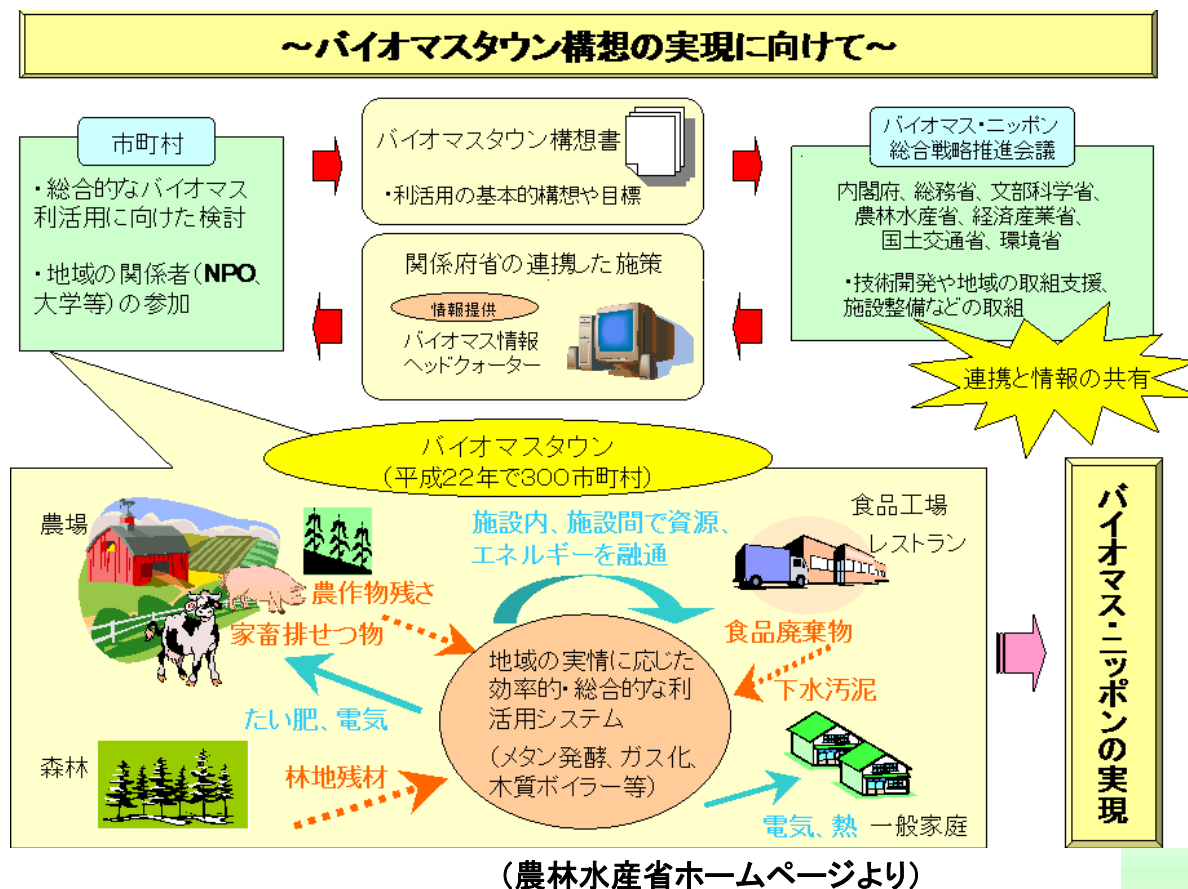 ～バイオマスタウン構想の実現に向けて～
市町村
・総合的なバイオマス
利活用に向けた検討
・地域の関係者(NPO、
大学等)の参加
バイオマスタウン構想書
・利活用の基本的構想や目標
関係府省の連携した施策
情報提供
バイオマス情報
ヘッドクォーター
バイオマス・ニッポン
総合戦略推進会議
内閣府、総務省、文部科学省、
農林水産省、経済産業省、
国土交通省、環境省
・技術開発や地域の取組支援、
施設整備などの取組
連携と情報の共有
バイオマスタウン
(平成22年で300市町村)
農場
農作物残さ
家畜排せつ物
たい肥、電気
森林
林地残材
施設内、施設間で資源、
エネルギーを融通
地域の実情に応じた
効率的・総合的な利
活用システム
(メタン発酵、ガス化、
木質ボイラー等)
食品工場
レストラン
食品廃棄物
下水汚泥
電気、熱
一般家庭
バイオマス・ニッポンの実現
(農林水産省ホームページより)